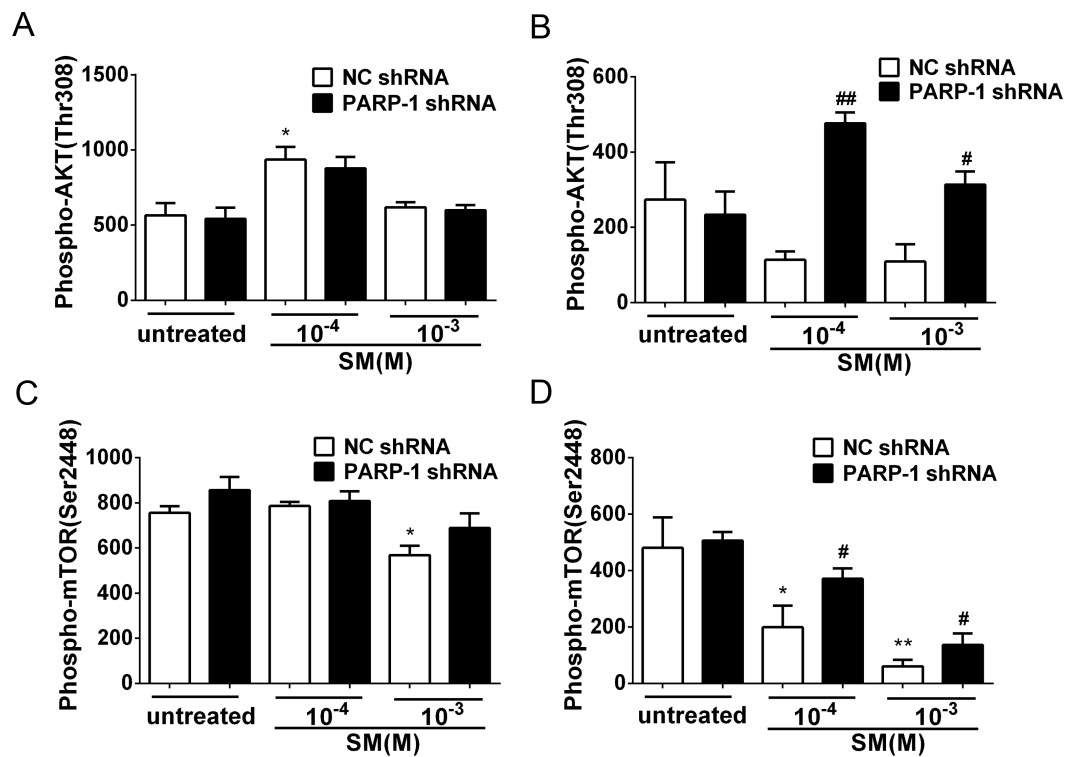 A
Phospho-AKT(Thr308)
1500
1000
500
0
NC shRNA
PARP-1 shRNA
*
untreated
10-4
10-3
SM(M)
B
Phospho-AKT(Thr308)
600
400
200
0
NC shRNA
PARP-1 shRNA
##
#
untreated
10-4
10-3
SM(M)
C
Phospho-mTOR(Ser2448)
1000
800
600
400
200
0
NC shRNA
PARP-1 shRNA
*
untreated
10-4
10-3
SM(M)
D
Phospho-mTOR(Ser2448)
800
600
400
200
0
NC shRNA
PARP-1 shRNA
*
#
**
#
untreated
10-4
10-3
SM(M)